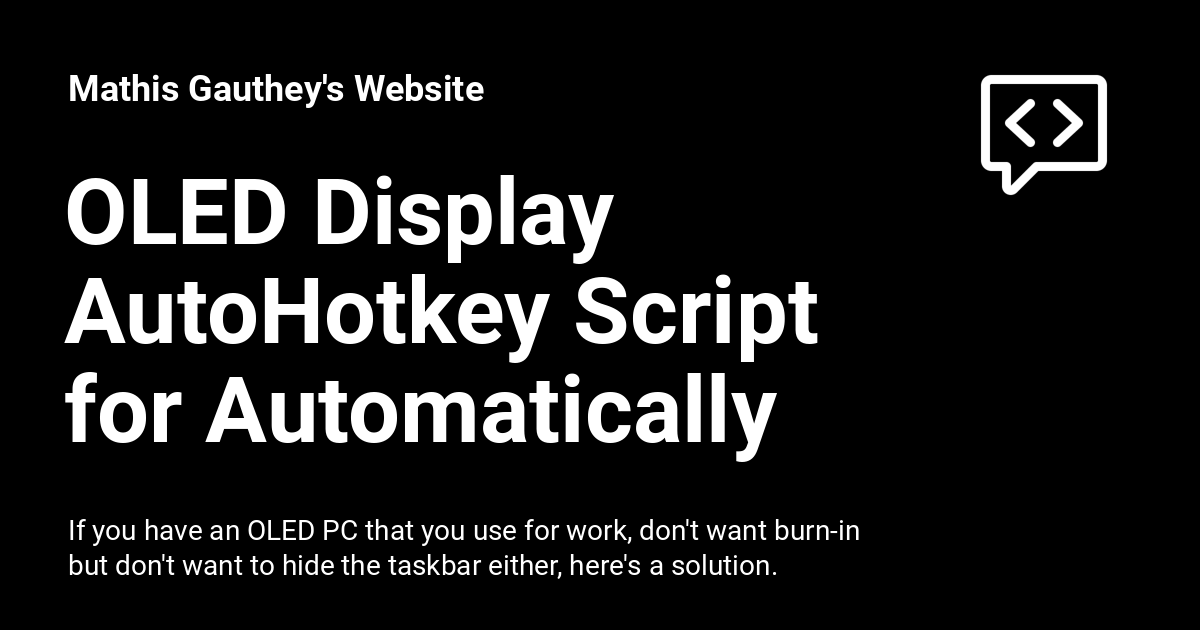 Mathis Gauthey's Website
OLED Display
AutoHotkey Script
for Automatically
If you have an OLED PC that you use for work, don't want burn-in
but don't want to hide the taskbar either, here's a solution.